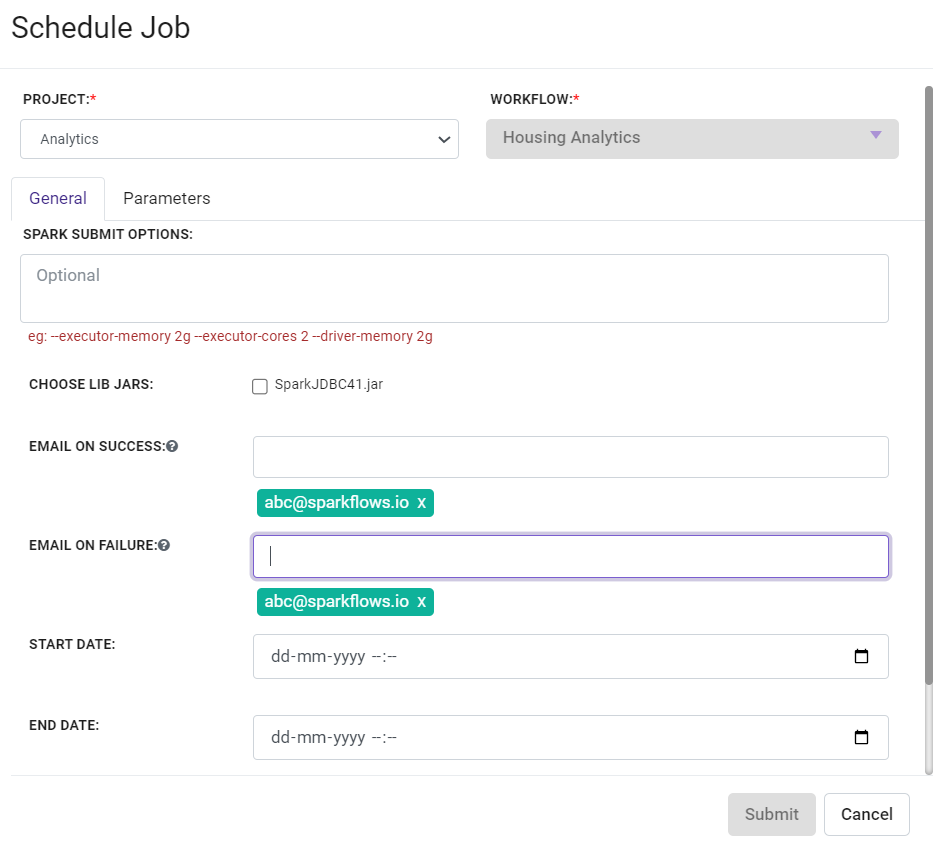 Schedule Job
PROJECT:* WORKFLOW:*
Analytics Housing Analytics
General Parameters
SPARK SUBMIT OPTIONS:
Optional
eg: --executor-memory 2g --executor-cores 2 --driver-memory 2g
CHOOSE LIB JARS: SparkJDBC41.jar
EMAIL ON SUCCESS:?
abc@sparkflows.io x
EMAIL ON FAILURE:?
abc@sparkflows.io x
START DATE: dd-mm-yyyy --:--
END DATE: dd-mm-yyyy --:--
Submit Cancel